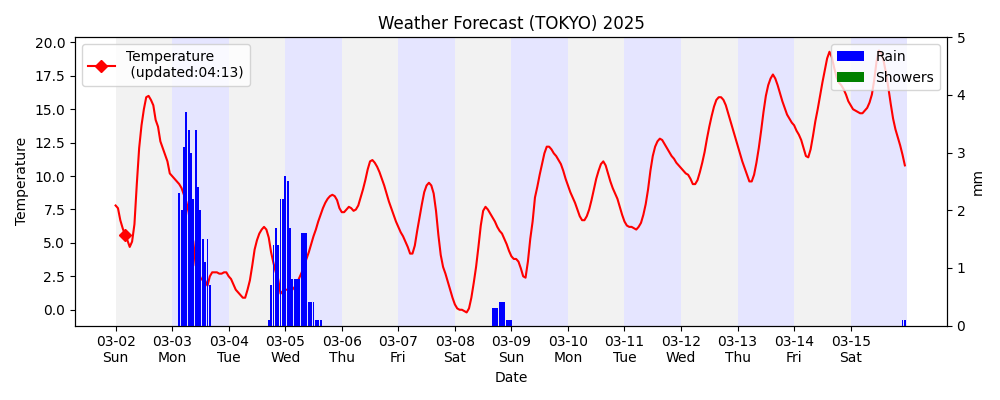 Weather Forecast (TOKYO) 2025
Temperature
(updated:04:13)
Rain
Showers
Temperature
20.0
17.5
15.0
12.5
10.0
7.5
5.0
2.5
0.0
5
4
3
2
1
0
mm
03-02 03-03 03-04 03-05 03-06 03-07 03-08 03-09 03-10 03-11 03-12 03-13 03-14 03-15
Sun Mon Tue Wed Thu Fri Sat Sun Mon Tue Wed Thu Fri Sat
Date